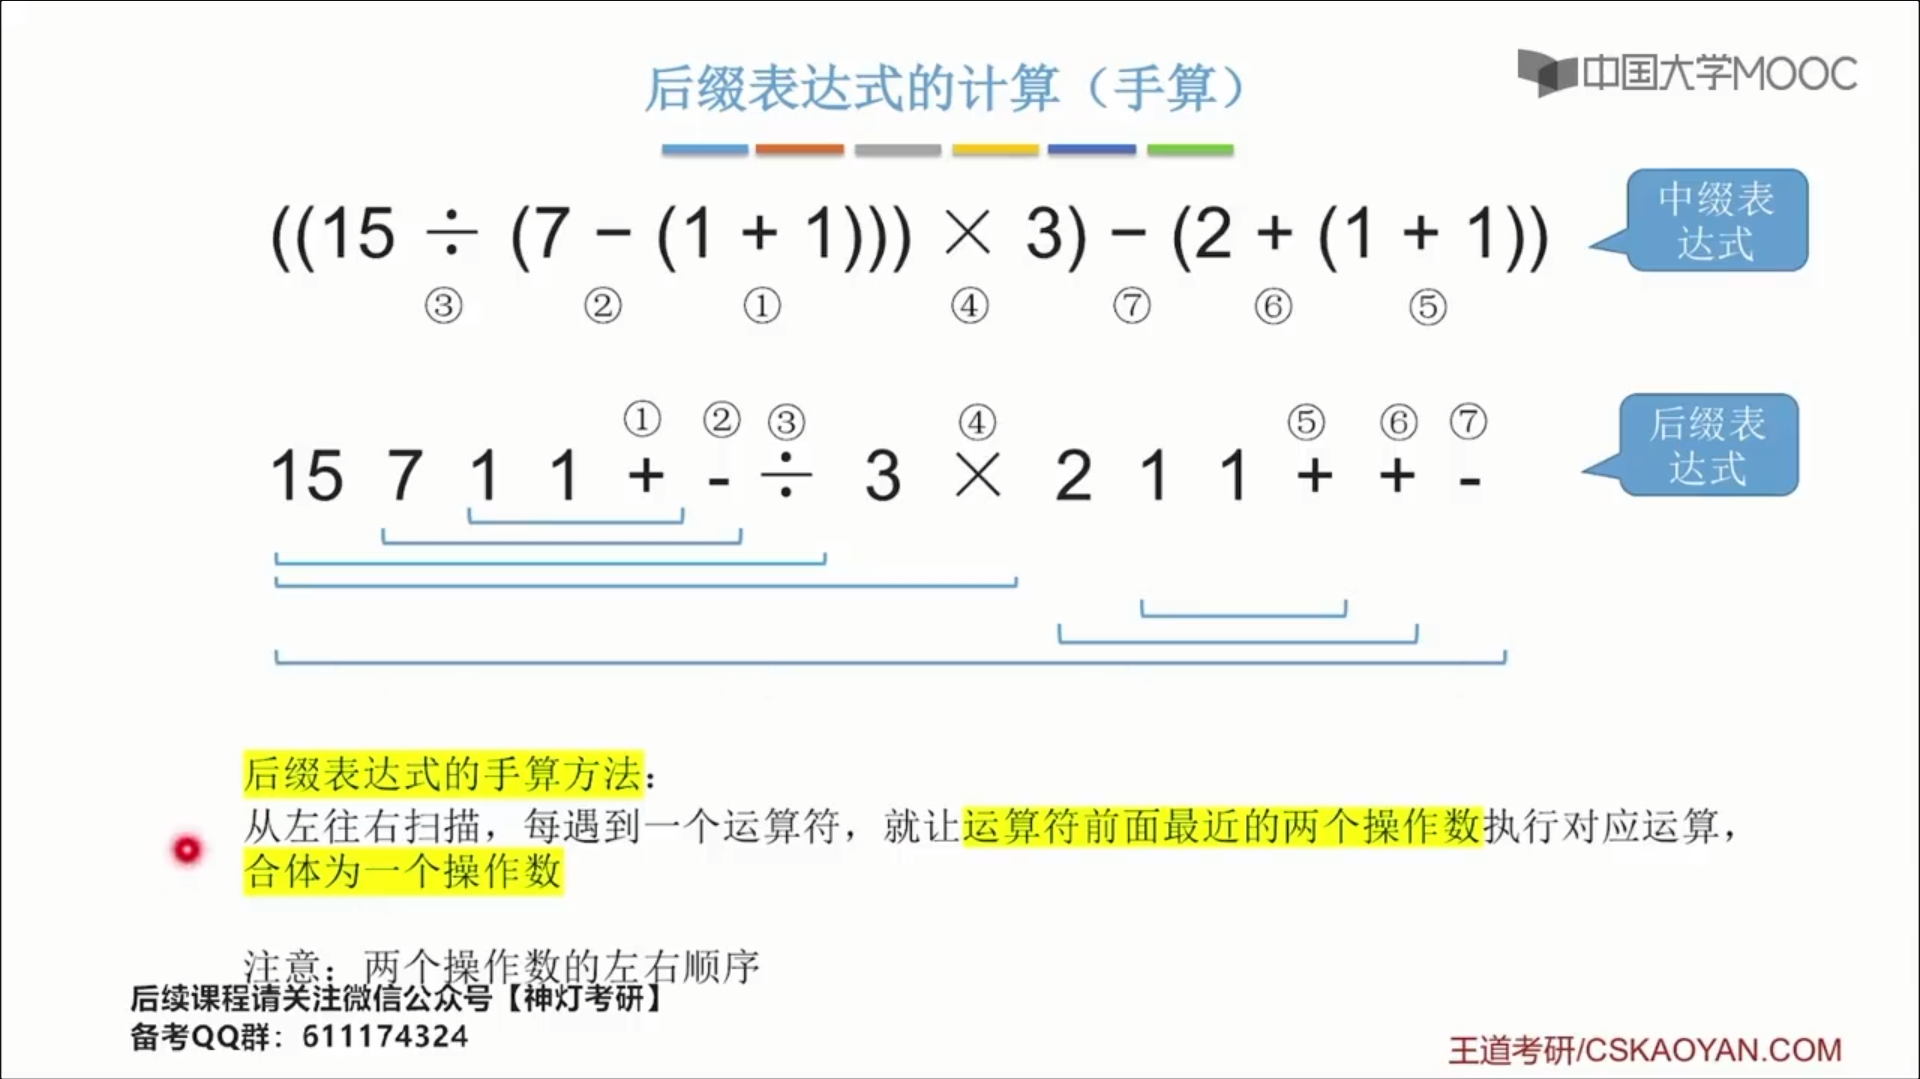 后缀表达式的计算（手算）
中国大学MOOC
((15 ÷ (7 − (1 + 1))) × 3) − (2 + (1 + 1))
中缀表
达式
③ ② ① ④ ⑦ ⑥ ⑤
① ② ③ ④ ⑤ ⑥ ⑦
15 7 1 1 + - ÷ 3 × 2 1 1 + + -
后缀表
达式
后缀表达式的手算方法：
从左往右扫描，每遇到一个运算符，就让运算符前面最近的两个操作数执行对应运算，
合体为一个操作数
注意：两个操作数的左右顺序
后续课程请关注微信公众号【神灯考研】
备考QQ群：611174324
王道考研/CSKAOYAN.COM